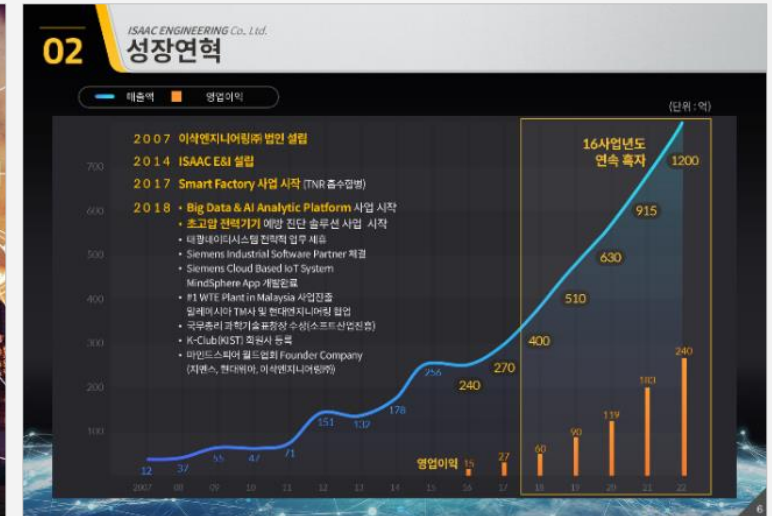 02
ISAAC ENGINEERING Co., Ltd.
성장연혁
매출액 영업이익
(단위 : 억)
2007 이삭엔지니어링㈜ 법인 설립
2014 ISAAC E&I 설립
2017 Smart Factory 사업 시작 (TNR 흡수합병)
2018 • Big Data & AI Analytic Platform 사업 시작
• 초고압 전력기기 예방 진단 솔루션 사업 시작
• 태광네이터시스템 전략적 업무 제휴
• Siemens Industrial Software Partner 체결
• Siemens Cloud Based IoT System
MindSphere App 개발완료
• #1 WTE Plant in Malaysia 사업진출
말레이시아 TM사 및 현대엔지니어링 협업
• 국무총리 과학기술표창장 수상(소프트산업진흥)
• K-Club(KIST) 회원사 등록
• 마인드스피어 월드업회 Founder Company
(지멘스, 현대위아, 이삭엔지니어링㈜)
16사업년도
연속 흑자
700
600
500
400
300
200
100
12 37 55 47 71 151 132 178 256 240 270 400 510 630 915 1200
영업이익 15 27 60 90 119 183 240
2007 08 09 10 11 12 13 14 15 16 17 18 19 20 21 22
6